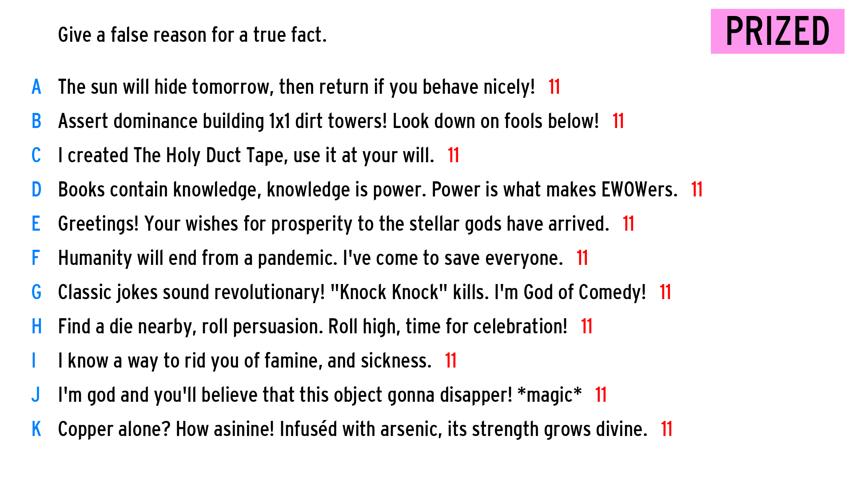 Give a false reason for a true fact.
PRIZED
A The sun will hide tomorrow, then return if you behave nicely! 11
B Assert dominance building 1x1 dirt towers! Look down on fools below! 11
C I created The Holy Duct Tape, use it at your will. 11
D Books contain knowledge, knowledge is power. Power is what makes EWOWers. 11
E Greetings! Your wishes for prosperity to the stellar gods have arrived. 11
F Humanity will end from a pandemic. I've come to save everyone. 11
G Classic jokes sound revolutionary! "Knock Knock" kills. I'm God of Comedy! 11
H Find a die nearby, roll persuasion. Roll high, time for celebration! 11
I I know a way to rid you of famine, and sickness. 11
J I'm god and you'll believe that this object gonna disapper! *magic* 11
K Copper alone? How asinine! Infuséd with arsenic, its strength grows divine. 11